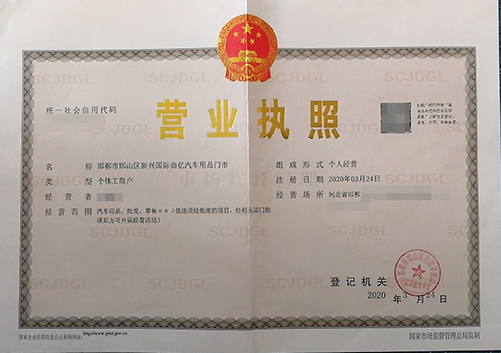 统一社会信用代码
营业执照
名 称 邯郸市邯山区新兴国际曲亿汽车用品门市
类 型 个体工商户
经 营 者
经营范围 汽车用品、批发、零售**（依法须经批准的项目，经相关部门批
准后方可开展经营活动）
组成形式 个人经营
注册日期 2020年03月24日
经营场所 河北省邯郸
登记机关
2020 年 3 月 24 日
国家企业信用信息公示系统网址：
http://www.gsxt.gov.cn
国家市场监督管理总局监制
SCJDGL